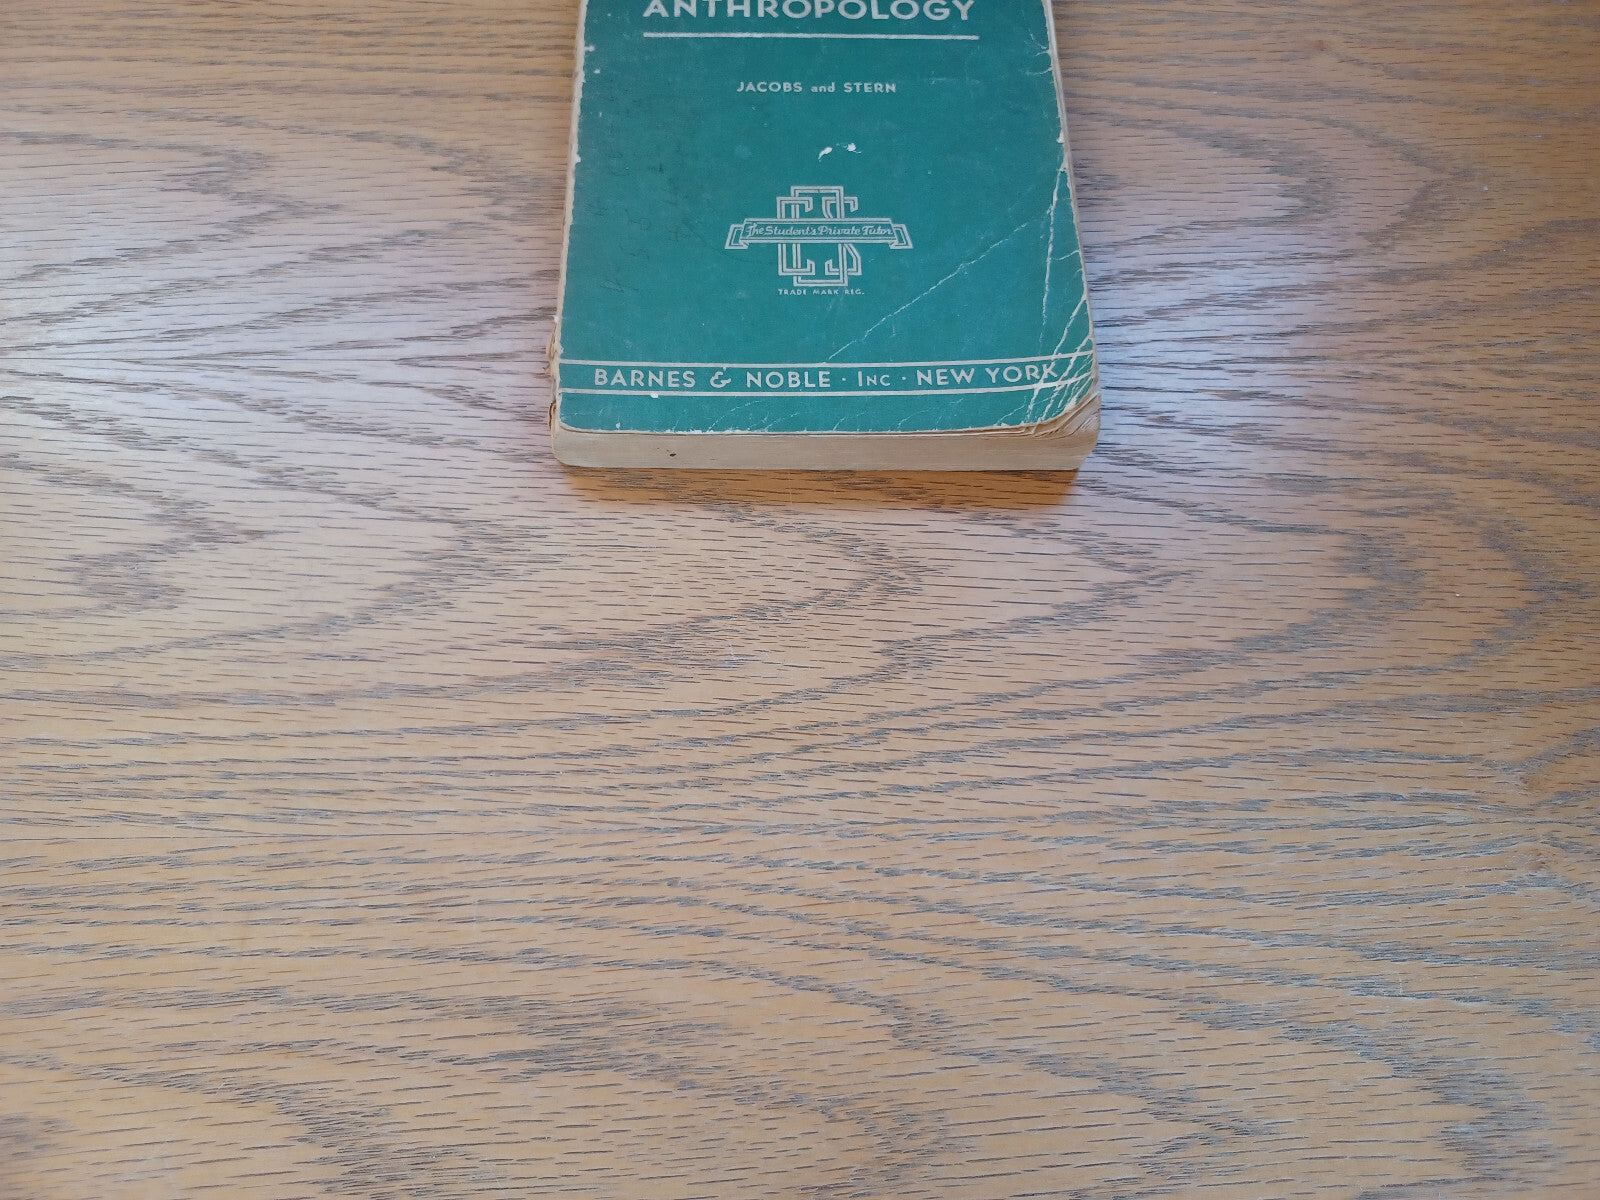 ANTHROPOLOGY
JACOBS and STERN
The Student's Private Tutor
TRADE MARK REG.
BARNES & NOBLE · INC · NEW YORK